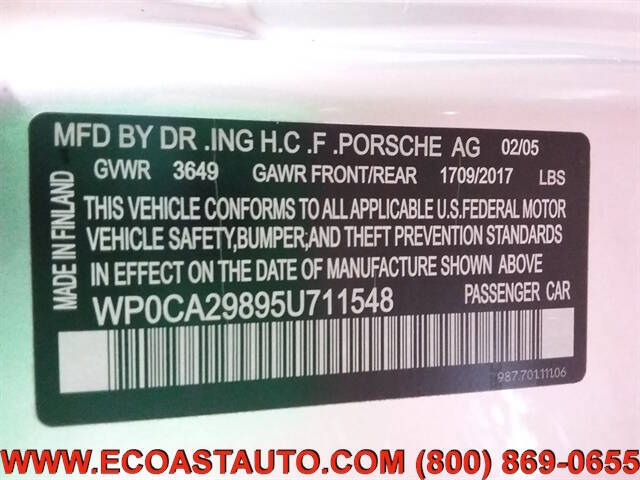 MFD BY DR .ING H.C .F .PORSCHE AG 02/05
GVWR 3649 GAWR FRONT/REAR 1709/2017 LBS
THIS VEHICLE CONFORMS TO ALL APPLICABLE U.S.FEDERAL MOTOR
VEHICLE SAFETY,BUMPER,AND THEFT PREVENTION STANDARDS
IN EFFECT ON THE DATE OF MANUFACTURE SHOWN ABOVE
WP0CA29895U711548 PASSENGER CAR
MADE IN FINLAND
987.701.111.06
WWW.ECOASTAUTO.COM (800) 869-0655